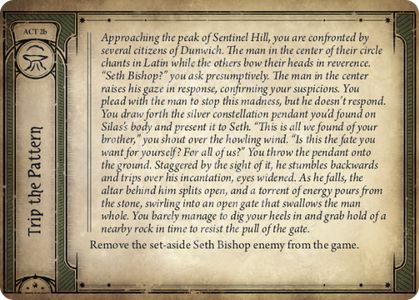 ACT 2b
Trip the Pattern
Approaching the peak of Sentinel Hill, you are confronted by
several citizens of Dunwich. The man in the center of their circle
chants in Latin while the others bow their heads in reverence.
“Seth Bishop?” you ask presumptively. The man in the center
raises his gaze in response, confirming your suspicions. You
plead with the man to stop this madness, but he doesn’t respond.
You draw forth the silver constellation pendant you’d found on
Silas’s body and present it to Seth. “This is all we found of your
brother,” you shout over the howling wind. “Is this the fate you
want for yourself? For all of us?” You throw the pendant onto
the ground. Staggered by the sight of it, he stumbles backwards
and trips over his incantation, eyes widened. As he falls, the
altar behind him splits open, and a torrent of energy pours from
the stone, swirling into an open gate that swallows the man
whole. You barely manage to dig your heels in and grab hold of a
nearby rock in time to resist the pull of the gate.
Remove the set-aside Seth Bishop enemy from the game.